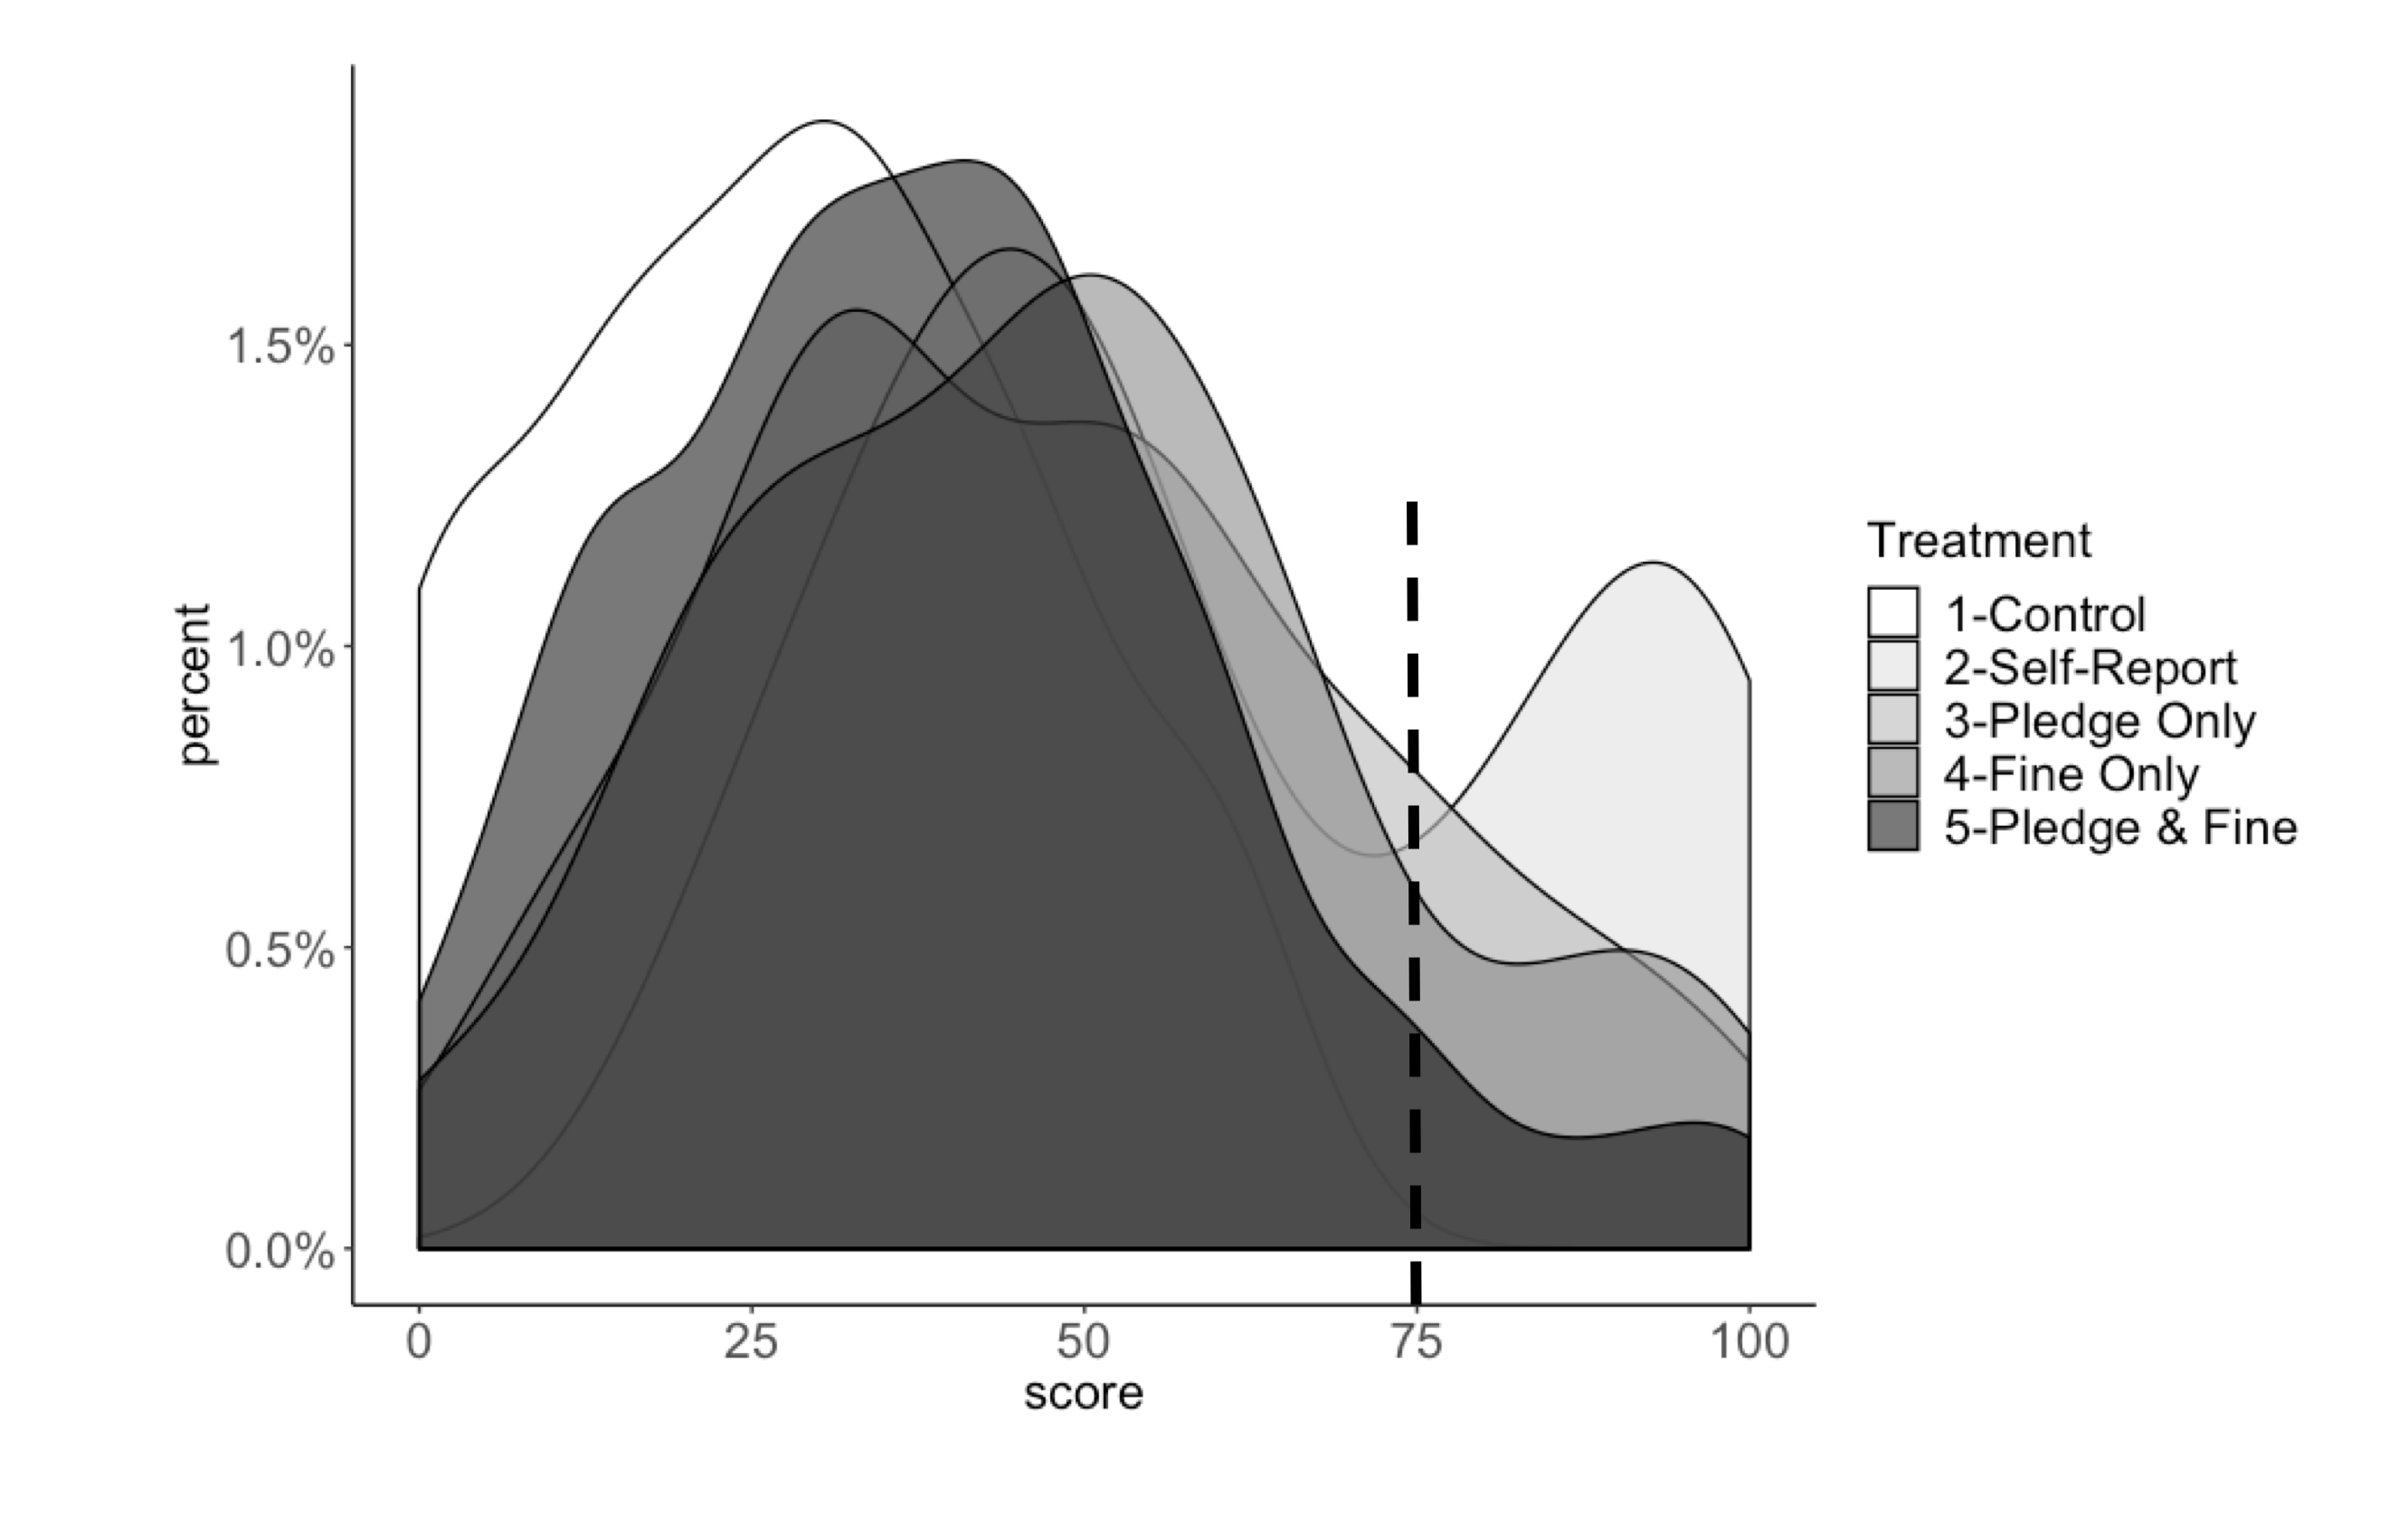 percent
1.5%
1.0%
0.5%
0.0%
0 25 50 75 100
score
Treatment
1-Control
2-Self-Report
3-Pledge Only
4-Fine Only
5-Pledge & Fine